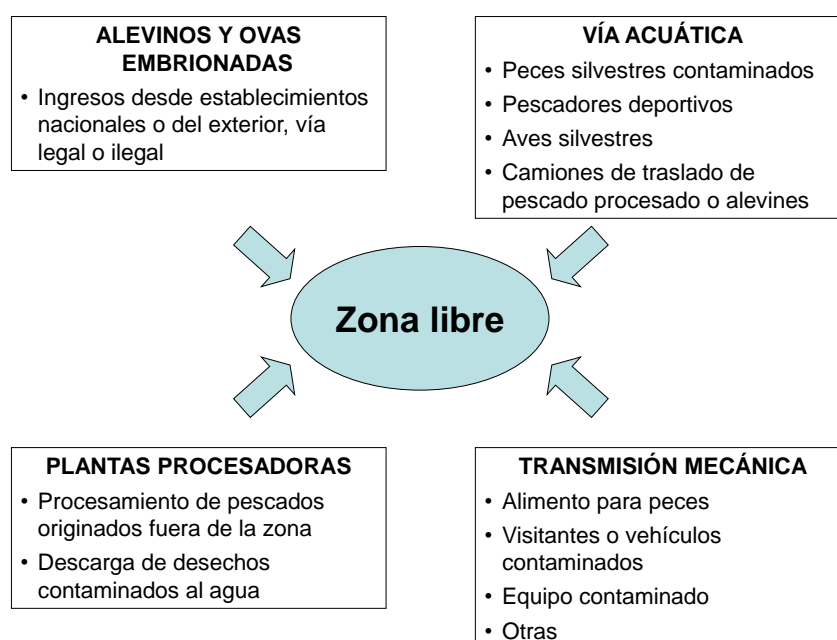 ALEVINOS Y OVAS
EMBRIONADAS
• Ingresos desde establecimientos
nacionales o del exterior, vía
legal o ilegal
VÍA ACUÁTICA
• Peces silvestres contaminados
• Pescadores deportivos
• Aves silvestres
• Camiones de traslado de
pescado procesado o alevines
Zona libre
PLANTAS PROCESADORAS
• Procesamiento de pescados
originados fuera de la zona
• Descarga de desechos
contaminados al agua
TRANSMISIÓN MECÁNICA
• Alimento para peces
• Visitantes o vehículos
contaminados
• Equipo contaminado
• Otras